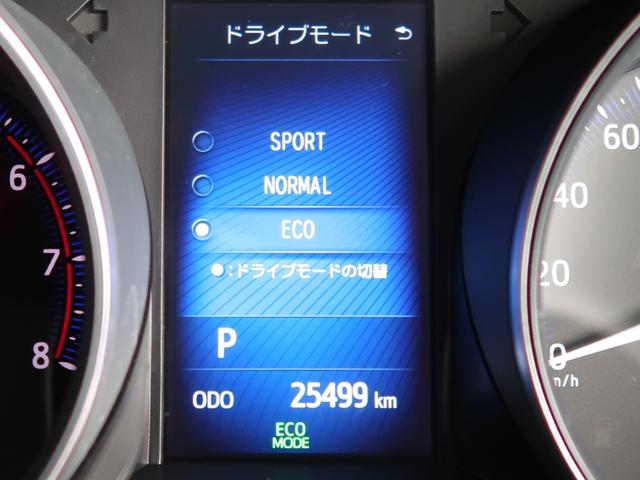 ドライブモード
SPORT
NORMAL
ECO
●:ドライブモードの切替
P
ODO 25499 km
ECO
MODE
6
7
8
60
40
20
0
m/h